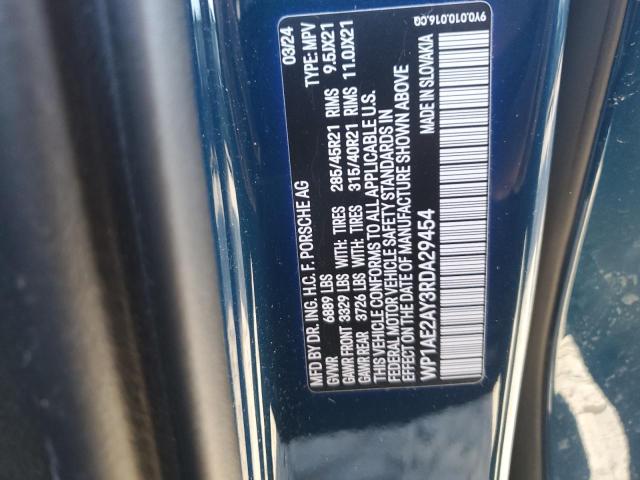 MFD BY DR. ING. H.C. F. PORSCHE AG 03/24
GVWR 6889 LBS TYPE: MPV
GAWR FRONT 3329 LBS WITH: TIRES 285/45R21 RIMS 9.5JX21
GAWR REAR 3726 LBS WITH: TIRES 315/40R21 RIMS 11.0JX21
THIS VEHICLE CONFORMS TO ALL APPLICABLE U.S.
FEDERAL MOTOR VEHICLE SAFETY STANDARDS IN
EFFECT ON DATE OF MANUFACTURE SHOWN ABOVE
WP1AE2AY3RDA29454 MADE IN SLOVAKIA
9Y0.010.016.CQ